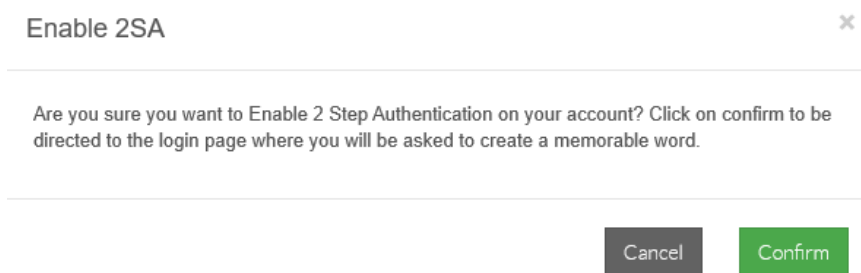 Enable 2SA
×
Are you sure you want to Enable 2 Step Authentication on your account? Click on confirm to be
directed to the login page where you will be asked to create a memorable word.
Cancel
Confirm